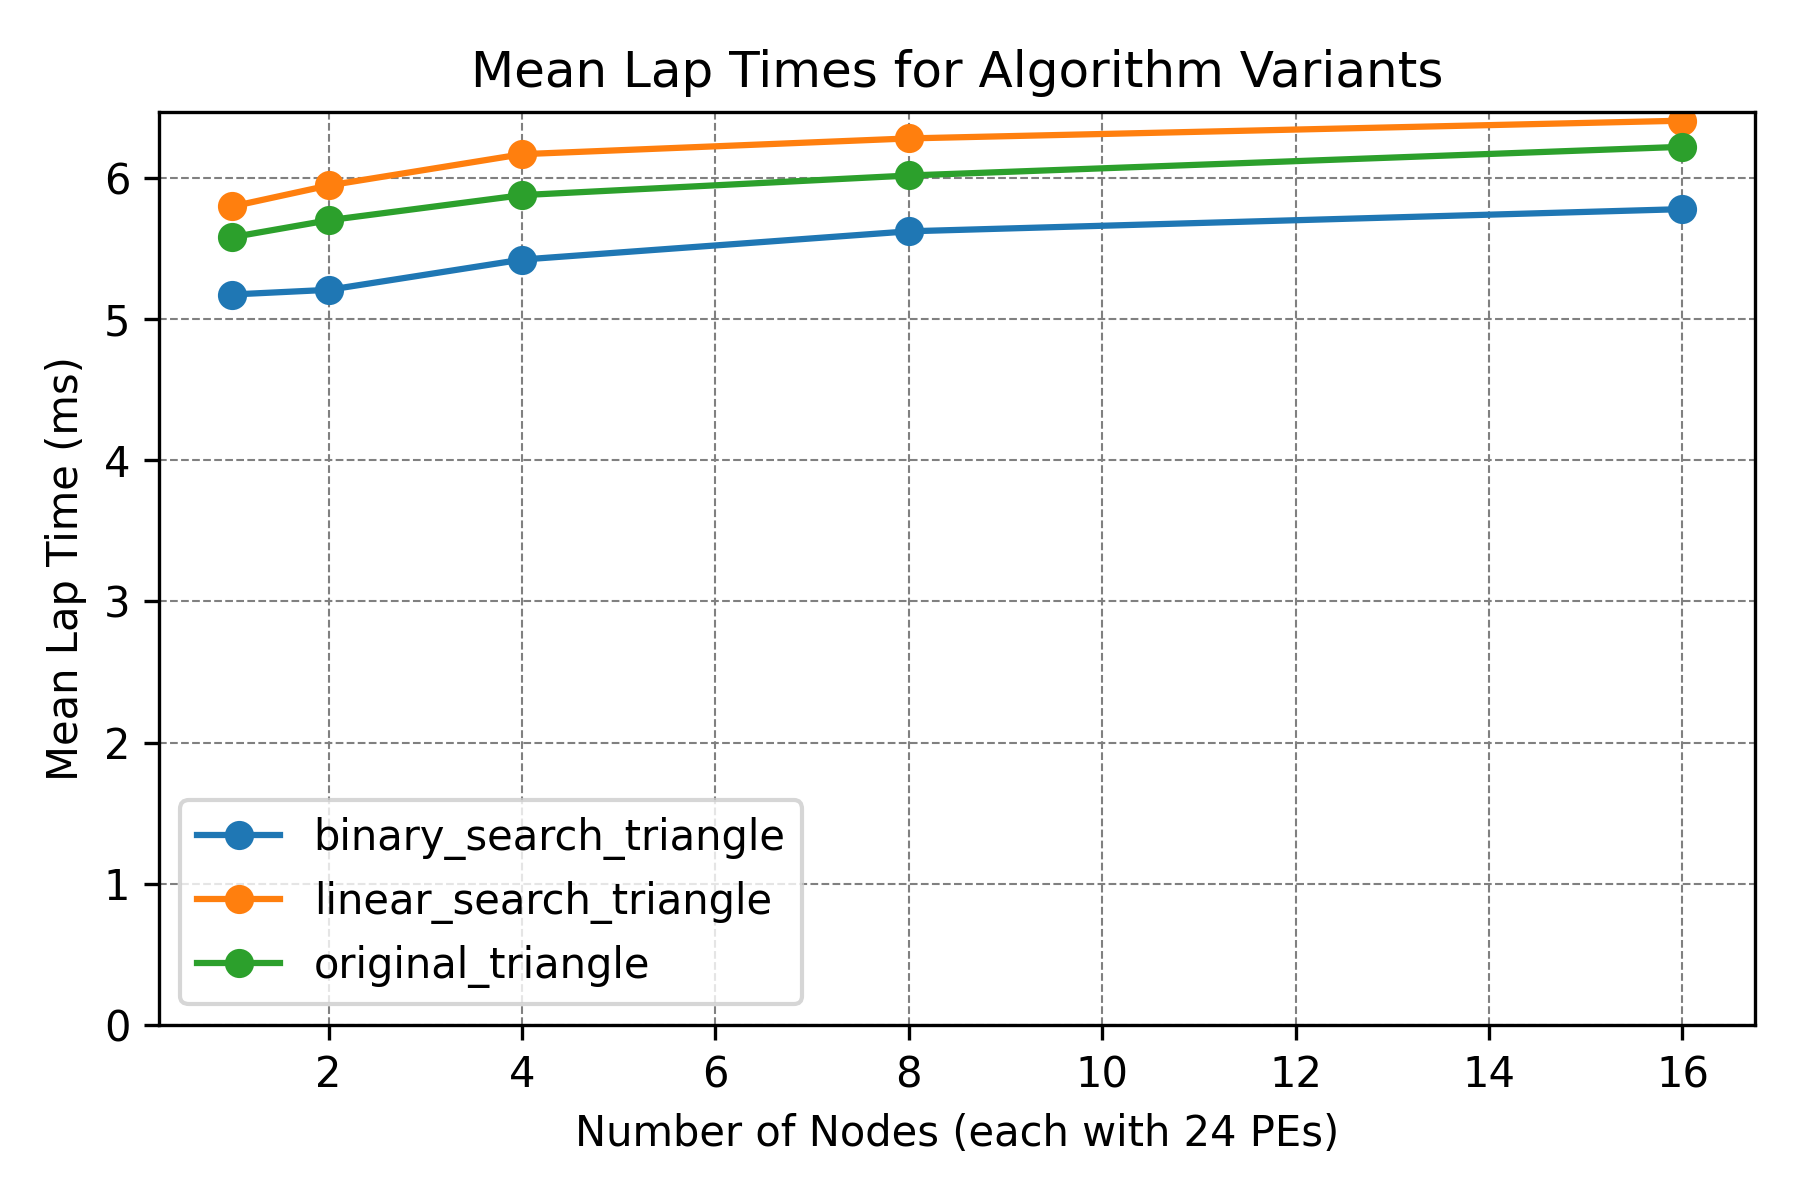 Mean Lap Times for Algorithm Variants
Mean Lap Time (ms)
6
5
4
3
2
1
0
binary_search_triangle
linear_search_triangle
original_triangle
2 4 6 8 10 12 14 16
Number of Nodes (each with 24 PEs)